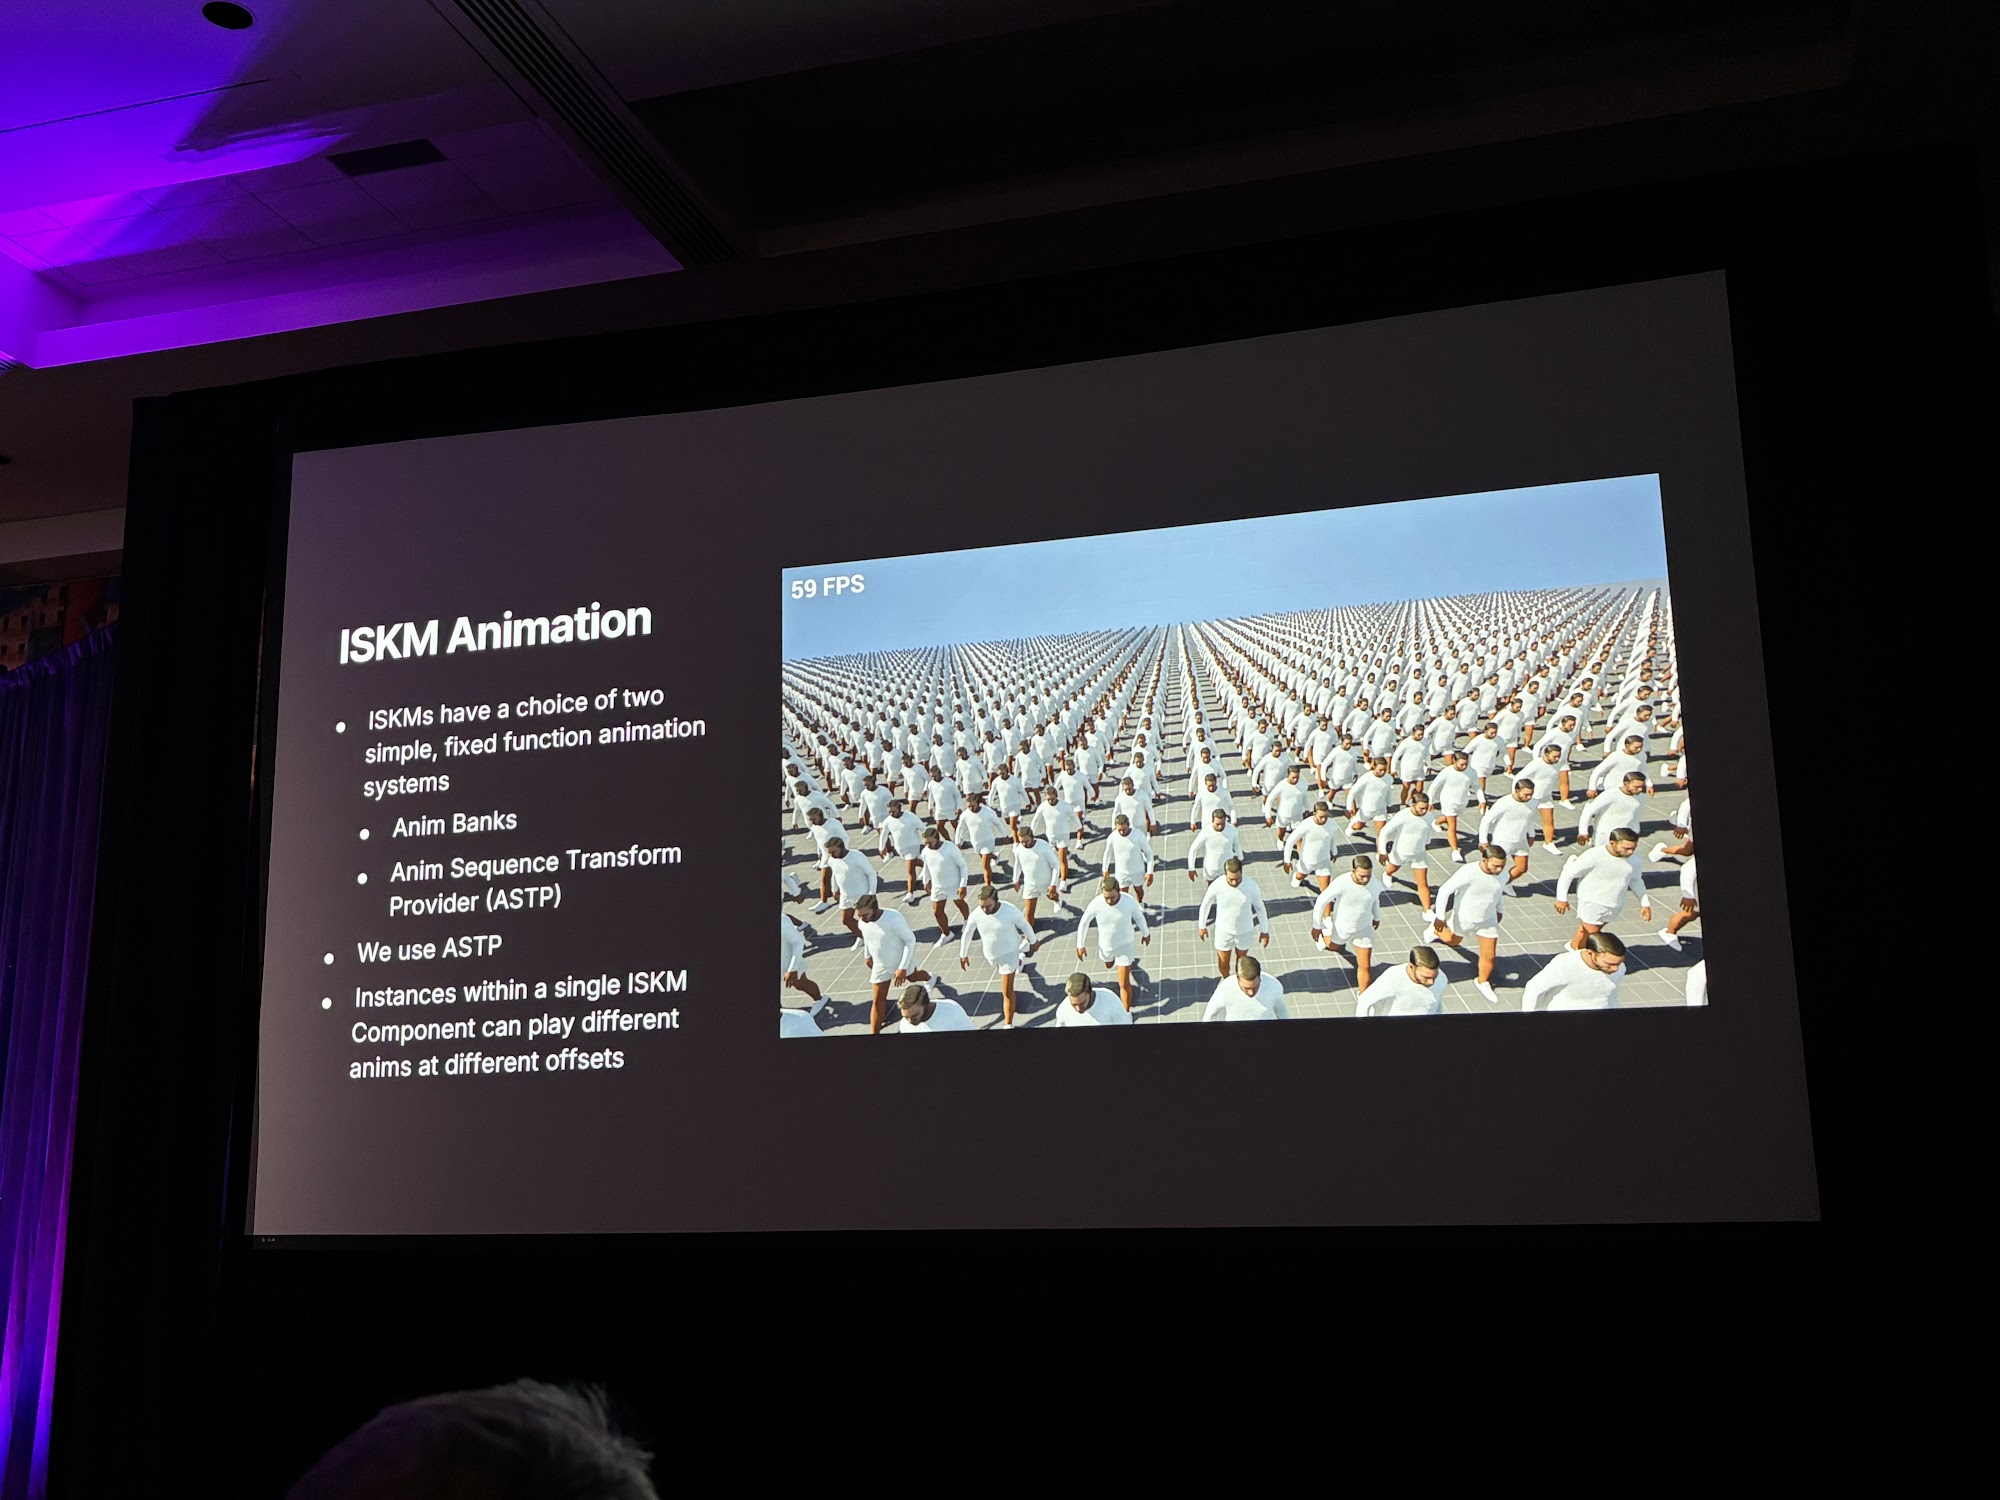 ISKM Animation
ISKMs have a choice of two
simple, fixed function animation
systems
Anim Banks
Anim Sequence Transform
Provider (ASTP)
We use ASTP
Instances within a single ISKM
Component can play different
anims at different offsets
59 FPS